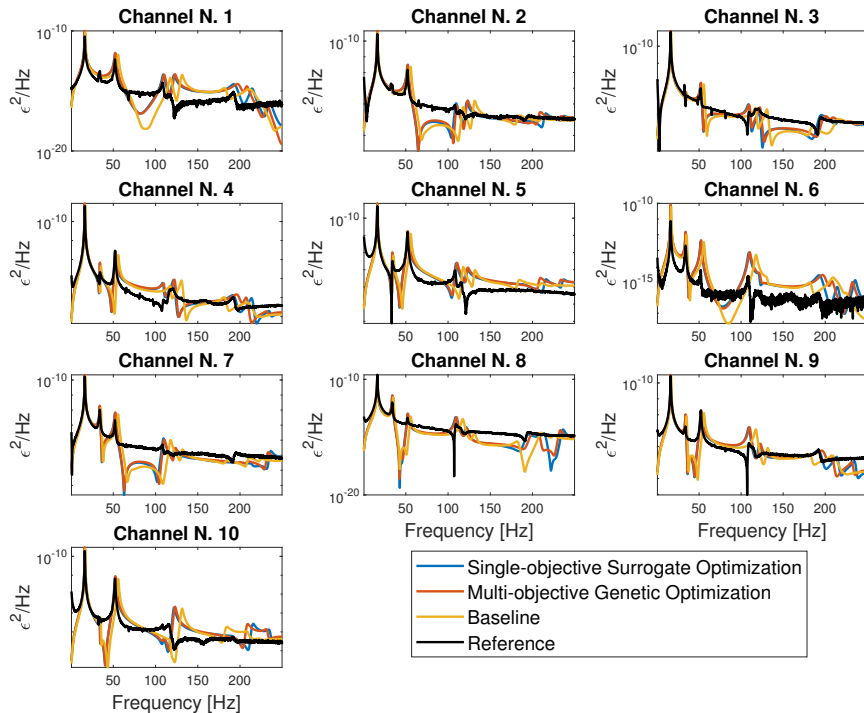 Channel N. 1
Channel N. 2
Channel N. 3
10^-10
10^-20
ε²/Hz
50 100 150 200
10^-10
ε²/Hz
50 100 150 200
10^-10
ε²/Hz
50 100 150 200
Channel N. 4
Channel N. 5
Channel N. 6
10^-10
ε²/Hz
50 100 150 200
10^-10
ε²/Hz
50 100 150 200
10^-10
10^-15
ε²/Hz
50 100 150 200
Channel N. 7
Channel N. 8
Channel N. 9
10^-10
ε²/Hz
50 100 150 200
10^-10
10^-20
ε²/Hz
50 100 150 200
Frequency [Hz]
10^-10
ε²/Hz
50 100 150 200
Frequency [Hz]
Channel N. 10
10^-10
ε²/Hz
50 100 150 200
Frequency [Hz]
Single-objective Surrogate Optimization
Multi-objective Genetic Optimization
Baseline
Reference